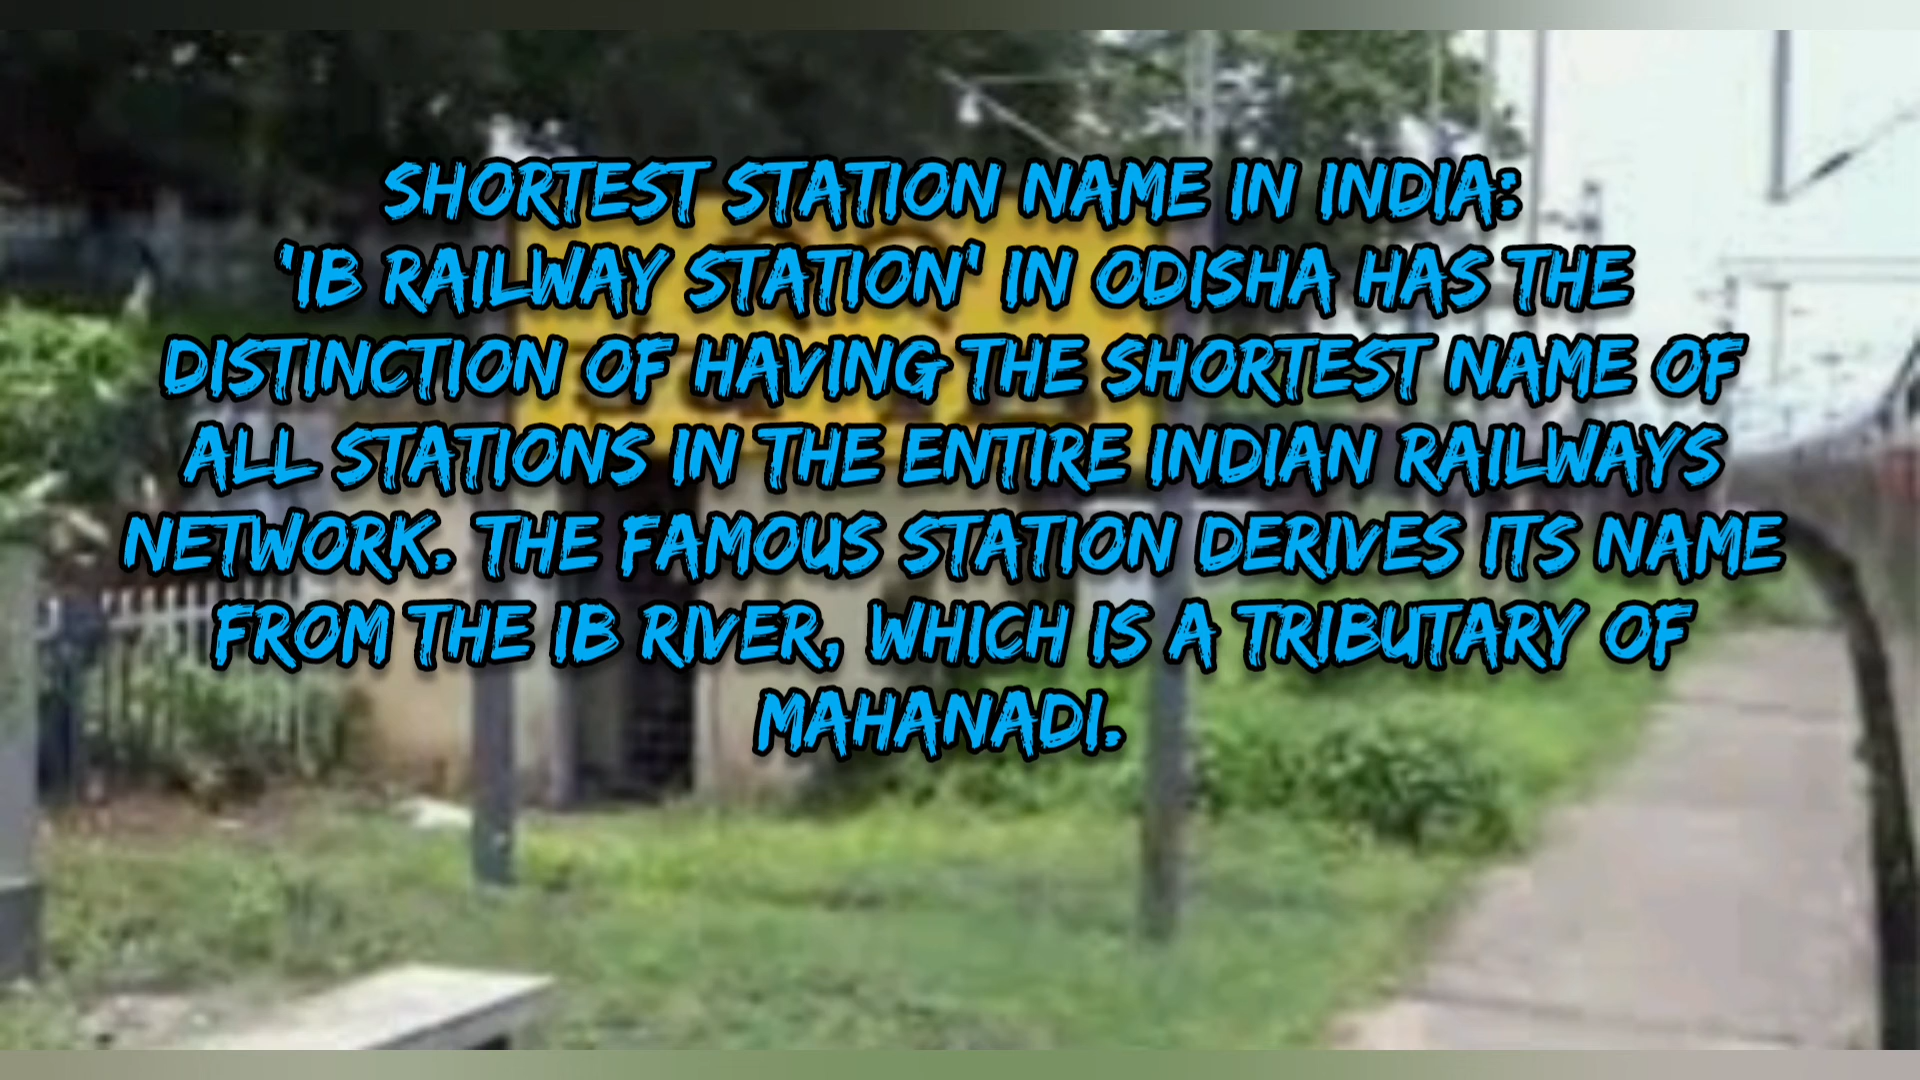 SHORTEST STATION NAME IN INDIA:
'IB RAILWAY STATION' IN ODISHA HAS THE
DISTINCTION OF HAVING THE SHORTEST NAME OF
ALL STATIONS IN THE ENTIRE INDIAN RAILWAYS
NETWORK. THE FAMOUS STATION DERIVES ITS NAME
FROM THE IB RIVER, WHICH IS A TRIBUTARY OF
MAHANADI.